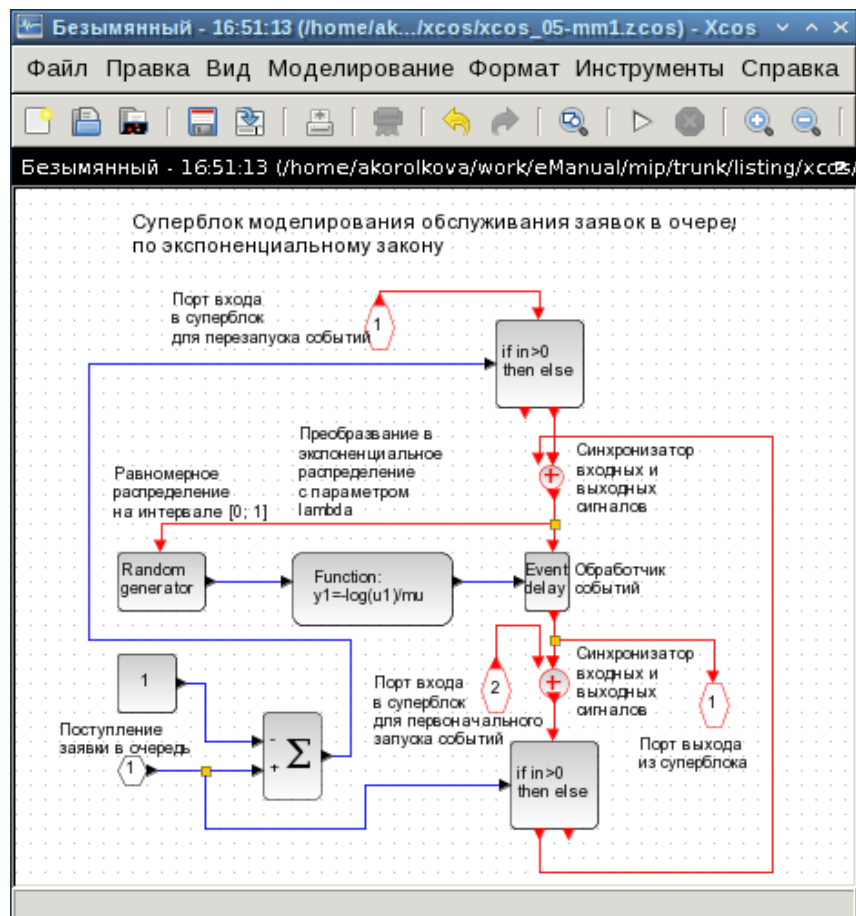 Безымянный - 16:51:13 (/home/ak.../xcos/xcos_05-mm1.zcos) - Xcos
Файл Правка Вид Моделирование Формат Инструменты Справка
Безымянный - 16:51:13 (/home/akorolkova/work/eManual/mip/trunk/listing/xcos/
Суперблок моделирования обслуживания заявок в очере
по экспоненциальному закону
Порт входа
в суперблок
для перезапуска событий
1
if in>0
then else
Преобразвание в
экспоненциальное
распределение
с параметром
lambda
Равномерное
распределение
на интервале [0; 1]
Синхронизатор
входных и
выходных
сигналов
+
Random
generator
Function:
y1=-log(u1)/mu
Event
delay
Обработчик
событий
1
Порт входа
в суперблок
для первоначального
запуска событий
2
+
Синхронизатор
входных и
выходных
сигналов
1
Порт выхода
из суперблока
Поступление
заявки в очередь
1
-
+
Σ
if in>0
then else